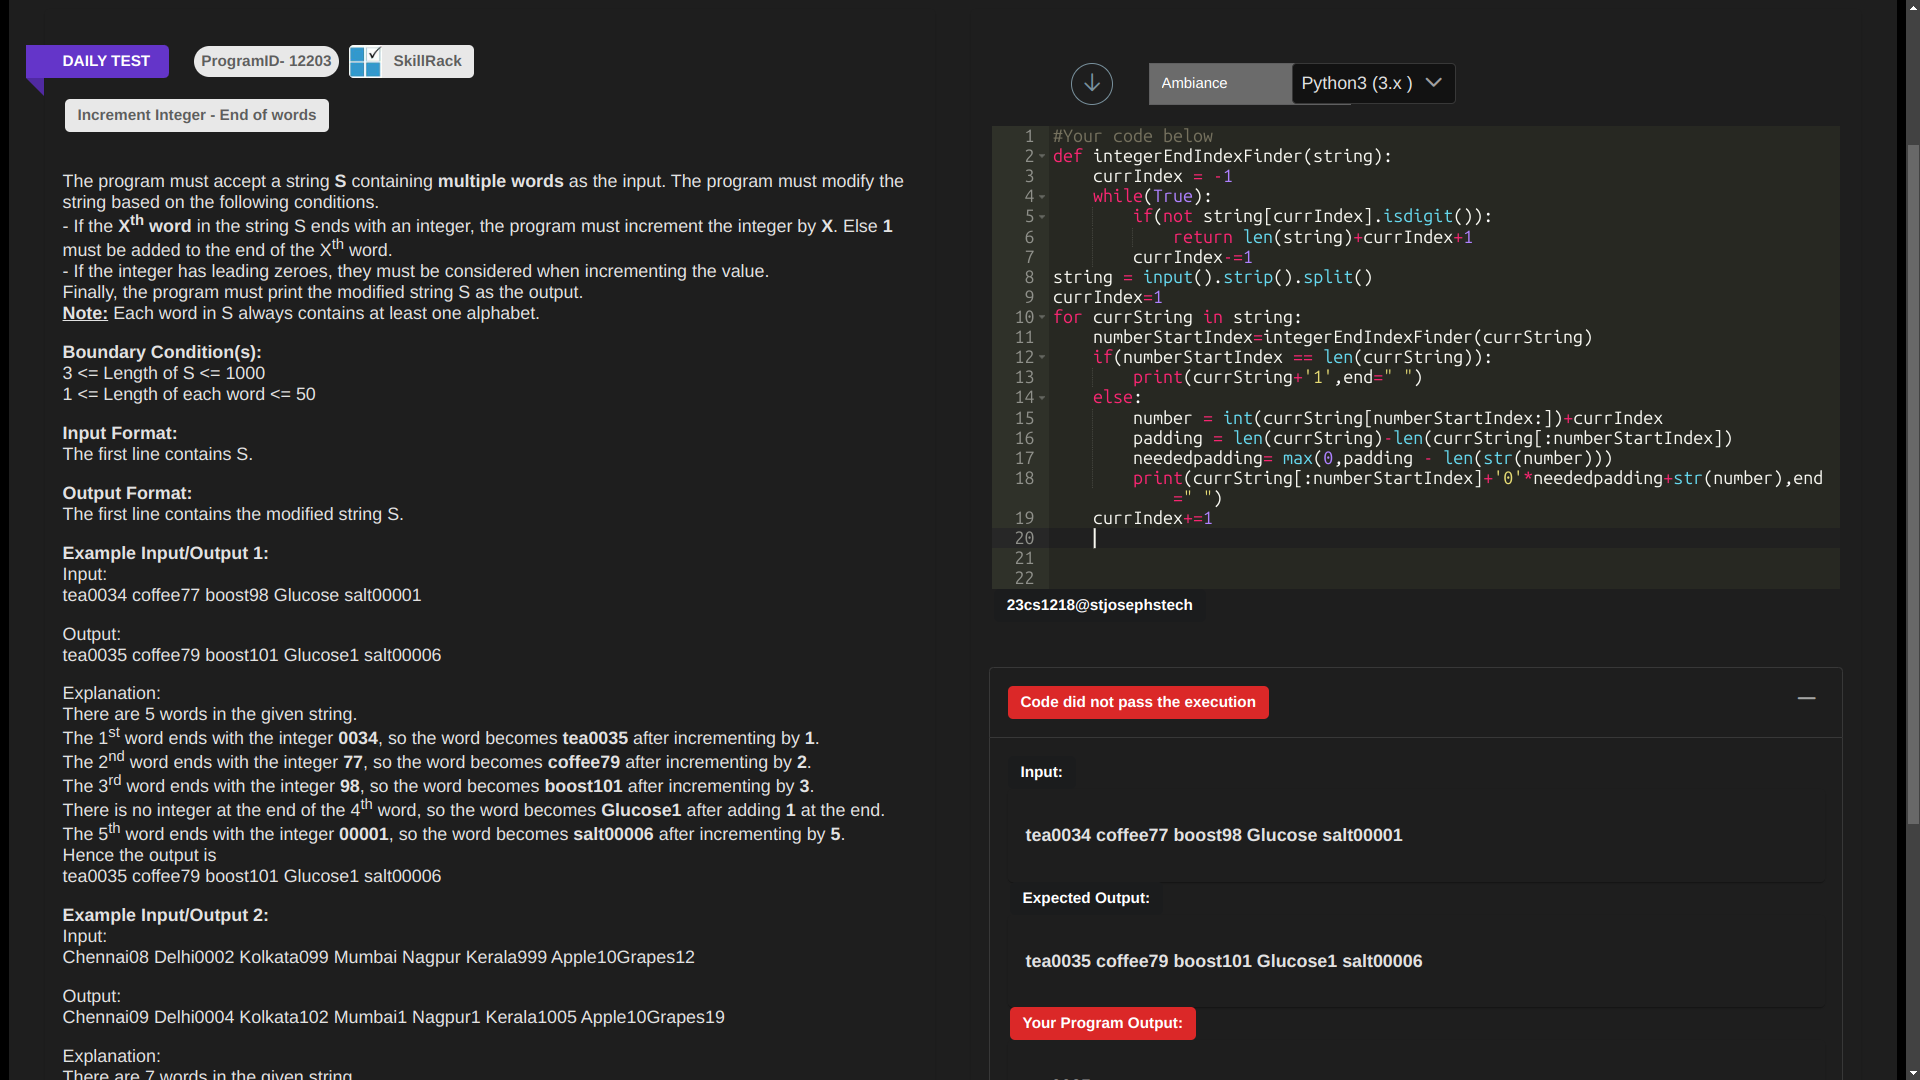 DAILY TEST
ProgramID- 12203
SkillRack
Increment Integer - End of words
The program must accept a string S containing multiple words as the input. The program must modify the
string based on the following conditions.
- If the Xth word in the string S ends with an integer, the program must increment the integer by X. Else 1
must be added to the end of the Xth word.
- If the integer has leading zeroes, they must be considered when incrementing the value.
Finally, the program must print the modified string S as the output.
Note: Each word in S always contains at least one alphabet.
Boundary Condition(s):
3 <= Length of S <= 1000
1 <= Length of each word <= 50
Input Format:
The first line contains S.
Output Format:
The first line contains the modified string S.
Example Input/Output 1:
Input:
tea0034 coffee77 boost98 Glucose salt00001
Output:
tea0035 coffee79 boost101 Glucose1 salt00006
Explanation:
There are 5 words in the given string.
The 1st word ends with the integer 0034, so the word becomes tea0035 after incrementing by 1.
The 2nd word ends with the integer 77, so the word becomes coffee79 after incrementing by 2.
The 3rd word ends with the integer 98, so the word becomes boost101 after incrementing by 3.
There is no integer at the end of the 4th word, so the word becomes Glucose1 after adding 1 at the end.
The 5th word ends with the integer 00001, so the word becomes salt00006 after incrementing by 5.
Hence the output is
tea0035 coffee79 boost101 Glucose1 salt00006
Example Input/Output 2:
Input:
Chennai08 Delhi0002 Kolkata099 Mumbai Nagpur Kerala999 Apple10Grapes12
Output:
Chennai09 Delhi0004 Kolkata102 Mumbai1 Nagpur1 Kerala1005 Apple10Grapes19
Explanation:
There are 7 words in the given string.
Ambiance
Python3 (3.x )
1 #Your code below
2 def integerEndIndexFinder(string):
3     currIndex = -1
4     while(True):
5         if(not string[currIndex].isdigit()):
6             return len(string)+currIndex+1
7         currIndex-=1
8 string = input().strip().split()
9 currIndex=1
10 for currString in string:
11     numberStartIndex=integerEndIndexFinder(currString)
12     if(numberStartIndex == len(currString)):
13         print(currString+'1',end=" ")
14     else:
15         number = int(currString[numberStartIndex:])+currIndex
16         padding = len(currString)-len(currString[:numberStartIndex])
17         neededpadding= max(0,padding - len(str(number)))
18         print(currString[:numberStartIndex]+'0'*neededpadding+str(number),end
=" ")
19     currIndex+=1
20
21
22
23cs1218@stjosephstech
Code did not pass the execution
Input:
tea0034 coffee77 boost98 Glucose salt00001
Expected Output:
tea0035 coffee79 boost101 Glucose1 salt00006
Your Program Output: